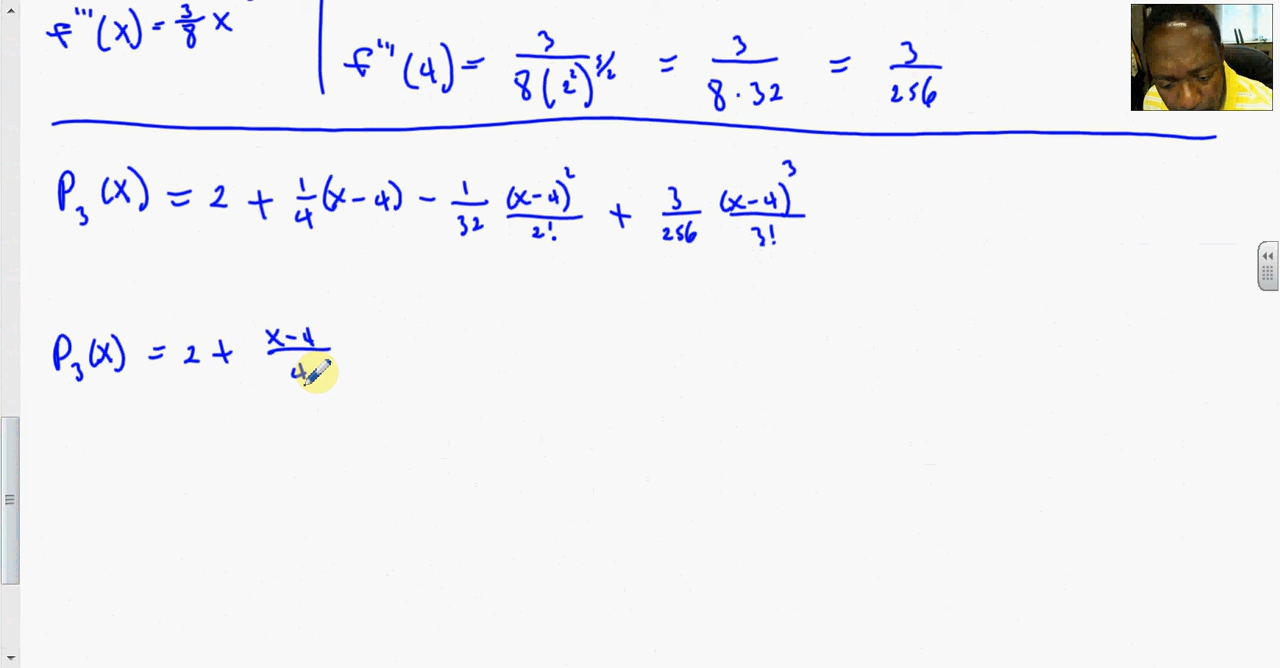 f'''(x) = 3/8 x
f'''(4) = 3/(8(2²)^(5/2)) = 3/(8·32) = 3/256
P₃(x) = 2 + 1/4(x-4) - 1/32 (x-4)²/2! + 3/256 (x-4)³/3!
P₃(x) = 2 + (x-4)/4